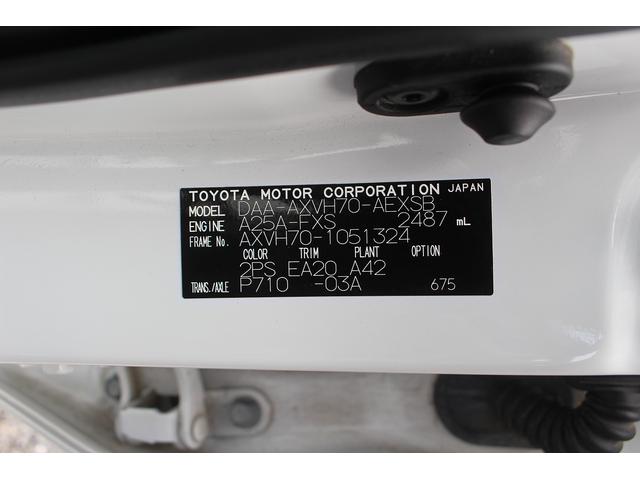 TOYOTA MOTOR CORPORATION JAPAN
MODEL DAA-AXVH70-AEXSB
ENGINE A25A-FXS 2487 mL
FRAME No. AXVH70-1051324
COLOR TRIM PLANT OPTION
2PS EA20 A42
TRANS./AXLE P710 -03A 675